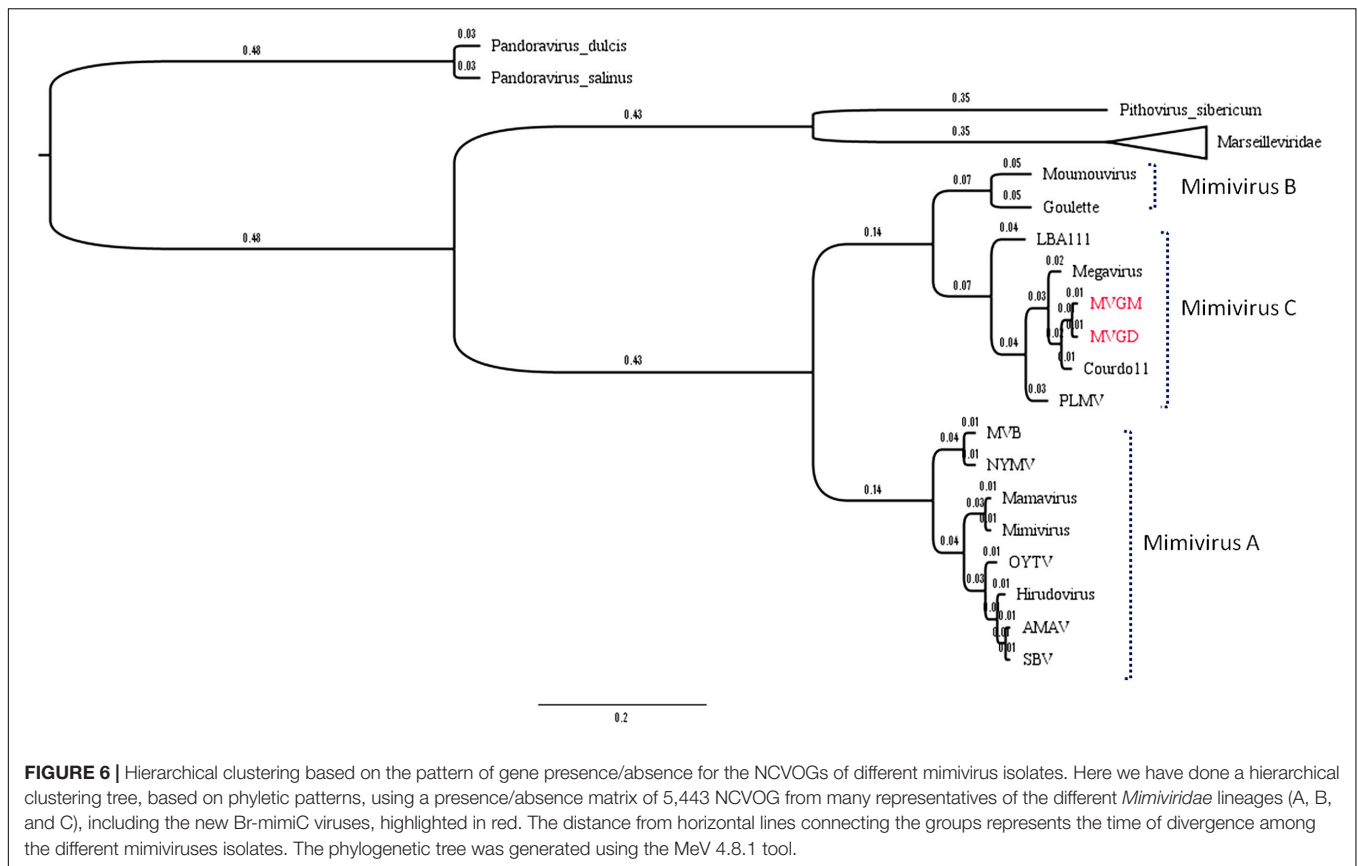 0.03
Pandoravirus_dulcis
0.48
0.03
Pandoravirus_salinus
0.35
Pithovirus_sibericum
0.43
0.35
Marseilleviridae
0.05
Moumouvirus
0.07
Mimivirus B
0.05
Goulette
0.48
0.14
0.04
LBA111
0.02
Megavirus
0.07
0.01
MVGM
0.03
Mimivirus C
0.01
MVGD
0.04
0.02
0.01
Courdo11
0.43
0.03
PLMV
0.01
MVB
0.04
.01
NYMV
0.14
0.01
Mamavirus
0.03
0.01
Mimivirus
Mimivirus A
0.04
0.01
OYTV
0.03
0.01
Hirudovirus
0.01
AMAV
0.01
SBV
0.2
FIGURE 6 | Hierarchical clustering based on the pattern of gene presence/absence for the NCVOGs of different mimivirus isolates. Here we have done a hierarchical
clustering tree, based on phyletic patterns, using a presence/absence matrix of 5,443 NCVOG from many representatives of the different Mimiviridae lineages (A, B,
and C), including the new Br-mimiC viruses, highlighted in red. The distance from horizontal lines connecting the groups represents the time of divergence among
the different mimiviruses isolates. The phylogenetic tree was generated using the MeV 4.8.1 tool.